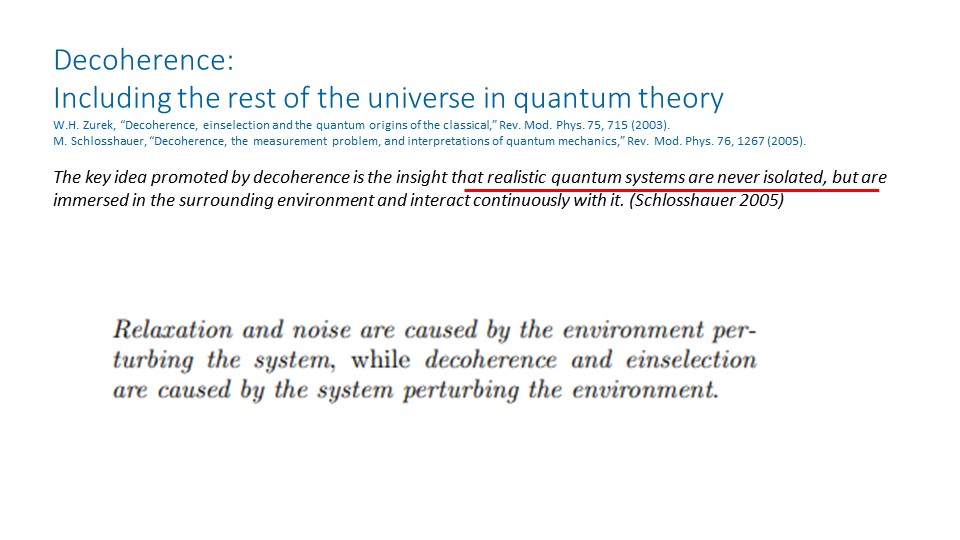 Decoherence:
Including the rest of the universe in quantum theory
W.H. Zurek, “Decoherence, einselection and the quantum origins of the classical,” Rev. Mod. Phys. 75, 715 (2003).
M. Schlosshauer, “Decoherence, the measurement problem, and interpretations of quantum mechanics,” Rev. Mod. Phys. 76, 1267 (2005).
The key idea promoted by decoherence is the insight that realistic quantum systems are never isolated, but are
immersed in the surrounding environment and interact continuously with it. (Schlosshauer 2005)
Relaxation and noise are caused by the environment per-
turbing the system, while decoherence and einselection
are caused by the system perturbing the environment.